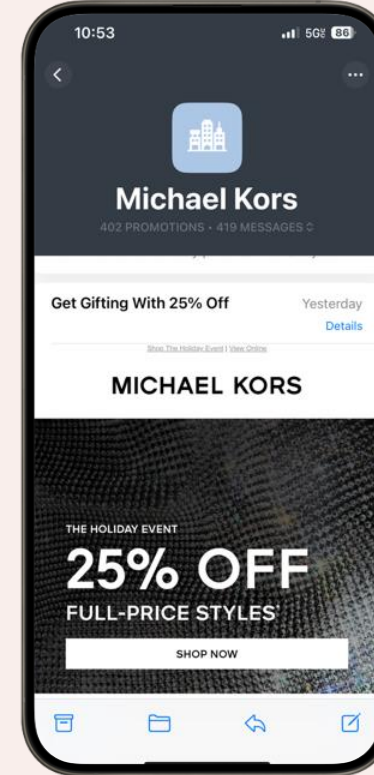 10:53
5G
86
Michael Kors
402 PROMOTIONS • 419 MESSAGES
Get Gifting With 25% Off
Yesterday
Details
Shop The Holiday Event | View Online
MICHAEL KORS
THE HOLIDAY EVENT
25% OFF
FULL-PRICE STYLES*
SHOP NOW